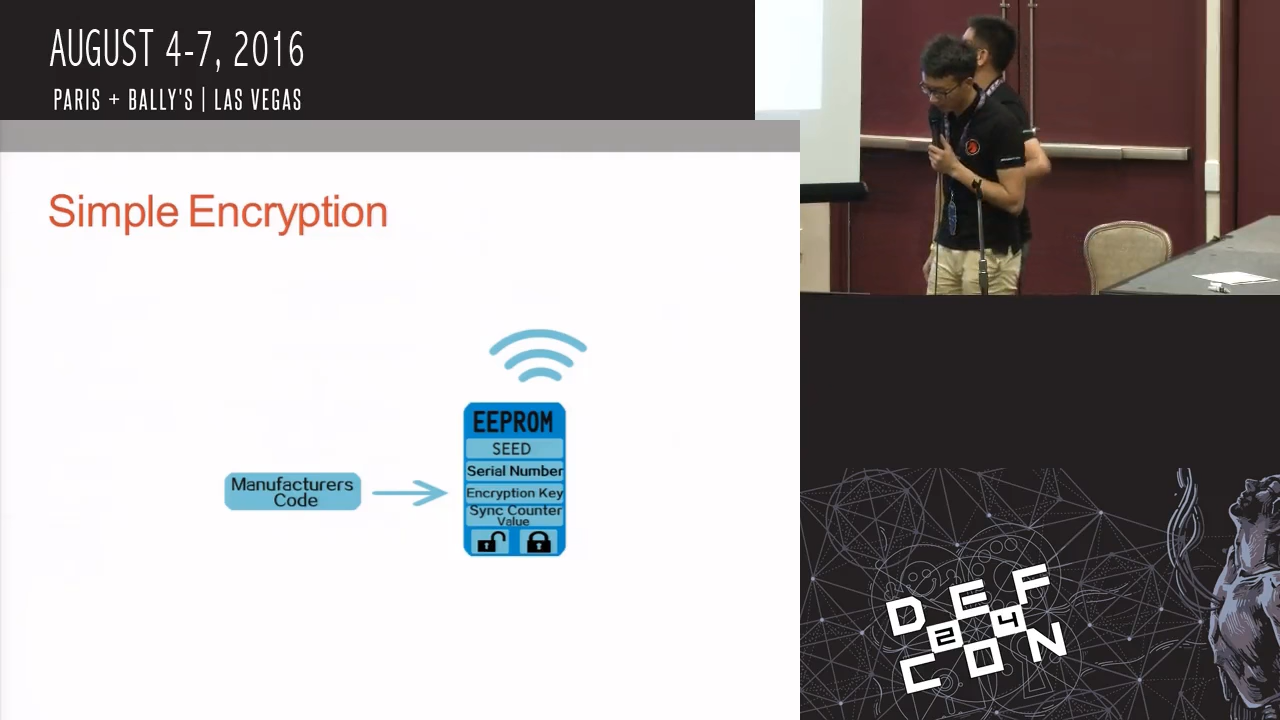 AUGUST 4-7, 2016
PARIS + BALLY'S | LAS VEGAS
Simple Encryption
EEPROM
SEED
Serial Number
Encryption Key
Sync Counter
Value
Manufacturers
Code
DEF
24
CON